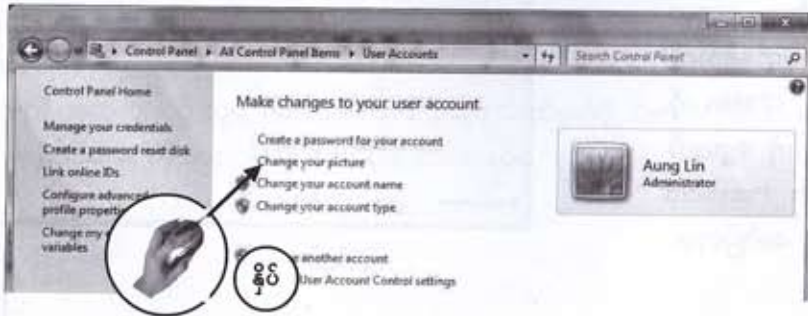 Control Panel ▸ All Control Panel Items ▸ User Accounts
Search Control Panel
Control Panel Home
Manage your credentials
Create a password reset disk
Link online IDs
Configure advanced
profile
Change my
variables
Make changes to your user account
Create a password for your account
Change your picture
Change your account name
Change your account type
another account
User Account Control settings
နှိပ်
Aung Lin
Administrator